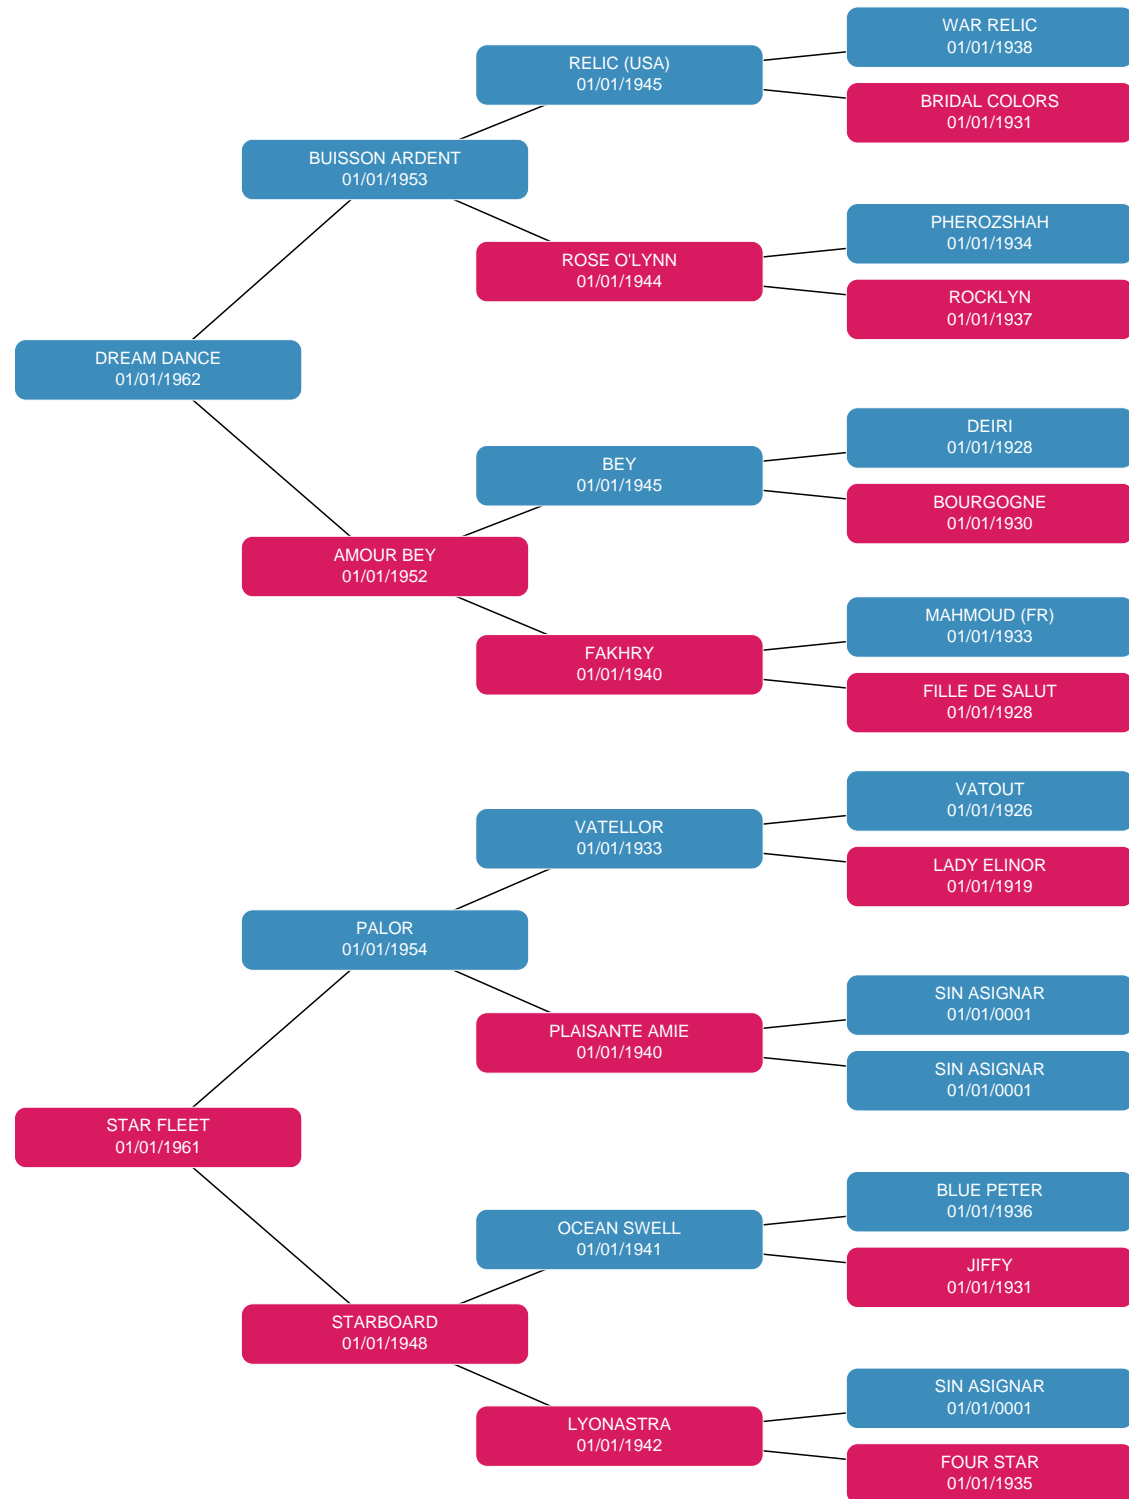 WAR RELIC
01/01/1938
RELIC (USA)
01/01/1945
BRIDAL COLORS
01/01/1931
BUISSON ARDENT
01/01/1953
PHEROZSHAH
01/01/1934
ROSE O'LYNN
01/01/1944
ROCKLYN
01/01/1937
DREAM DANCE
01/01/1962
DEIRI
01/01/1928
BEY
01/01/1945
BOURGOGNE
01/01/1930
AMOUR BEY
01/01/1952
MAHMOUD (FR)
01/01/1933
FAKHRY
01/01/1940
FILLE DE SALUT
01/01/1928
VATOUT
01/01/1926
VATELLOR
01/01/1933
LADY ELINOR
01/01/1919
PALOR
01/01/1954
SIN ASIGNAR
01/01/0001
PLAISANTE AMIE
01/01/1940
SIN ASIGNAR
01/01/0001
STAR FLEET
01/01/1961
BLUE PETER
01/01/1936
OCEAN SWELL
01/01/1941
JIFFY
01/01/1931
STARBOARD
01/01/1948
SIN ASIGNAR
01/01/0001
LYONASTRA
01/01/1942
FOUR STAR
01/01/1935